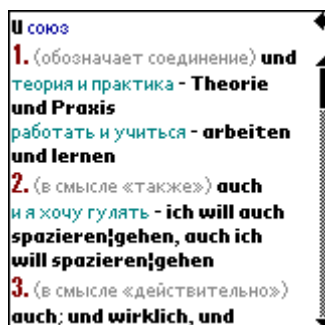 и союз
1. (обозначает соединение) und
теория и практика - Theorie
und Praxis
работать и учиться - arbeiten
und lernen
2. (в смысле «также») auch
и я хочу гулять - ich will auch
spazieren¦gehen, auch ich
will spazieren¦gehen
3. (в смысле «действительно»)
auch; und wirklich, und